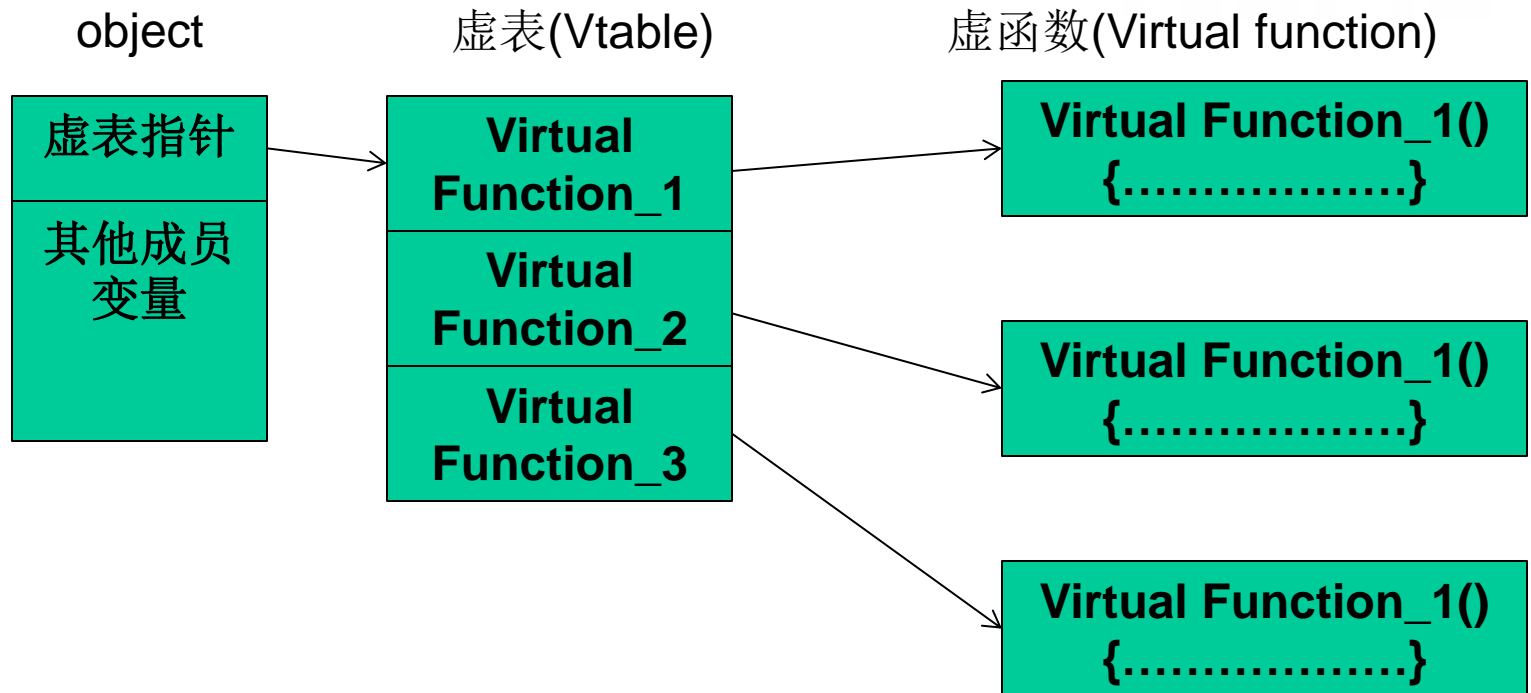 object
虚表(Vtable)
虚函数(Virtual function)
虚表指针
其他成员
变量
Virtual
Function_1
Virtual
Function_2
Virtual
Function_3
Virtual Function_1()
{………………}
Virtual Function_1()
{………………}
Virtual Function_1()
{………………}